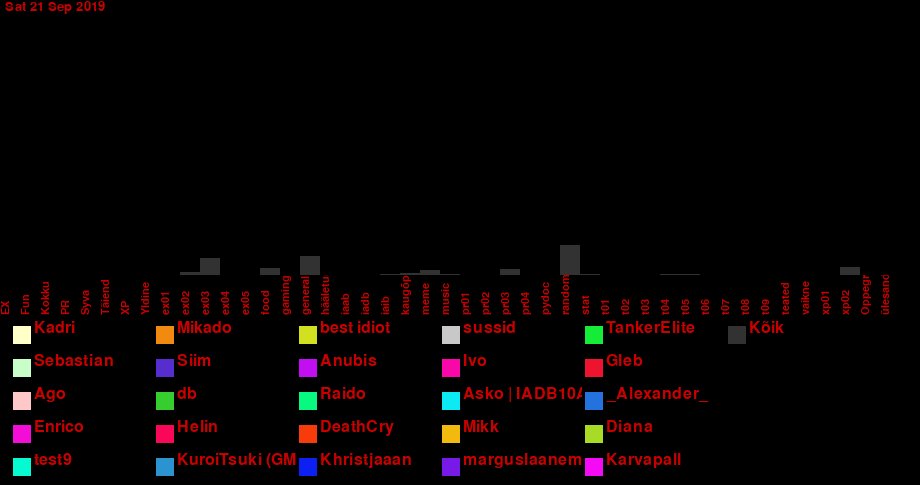 Sat 21 Sep 2019
EX
Fun
Kokku
PR
Syva
Täiend
XP
Yldine
ex01
ex02
ex03
ex04
ex05
food
gaming
general
hääletu
iaab
iadb
iaib
kaugõp
meme
music
pr01
pr02
pr03
pr04
pydoc
random
stat
t01
t02
t03
t04
t05
t06
t07
t08
t09
teated
vaikne
xp01
xp02
Oppegr
ülesand
Kadri Mikado best idiot sussid TankerElite Kõik
Sebastian Siim Anubis Ivo Gleb
Ago db Raido Asko | IADB10 _Alexander_
Enrico Helin DeathCry Mikk Diana
test9 KuroiTsuki (GM Khristjaaan marguslaanem Karvapall